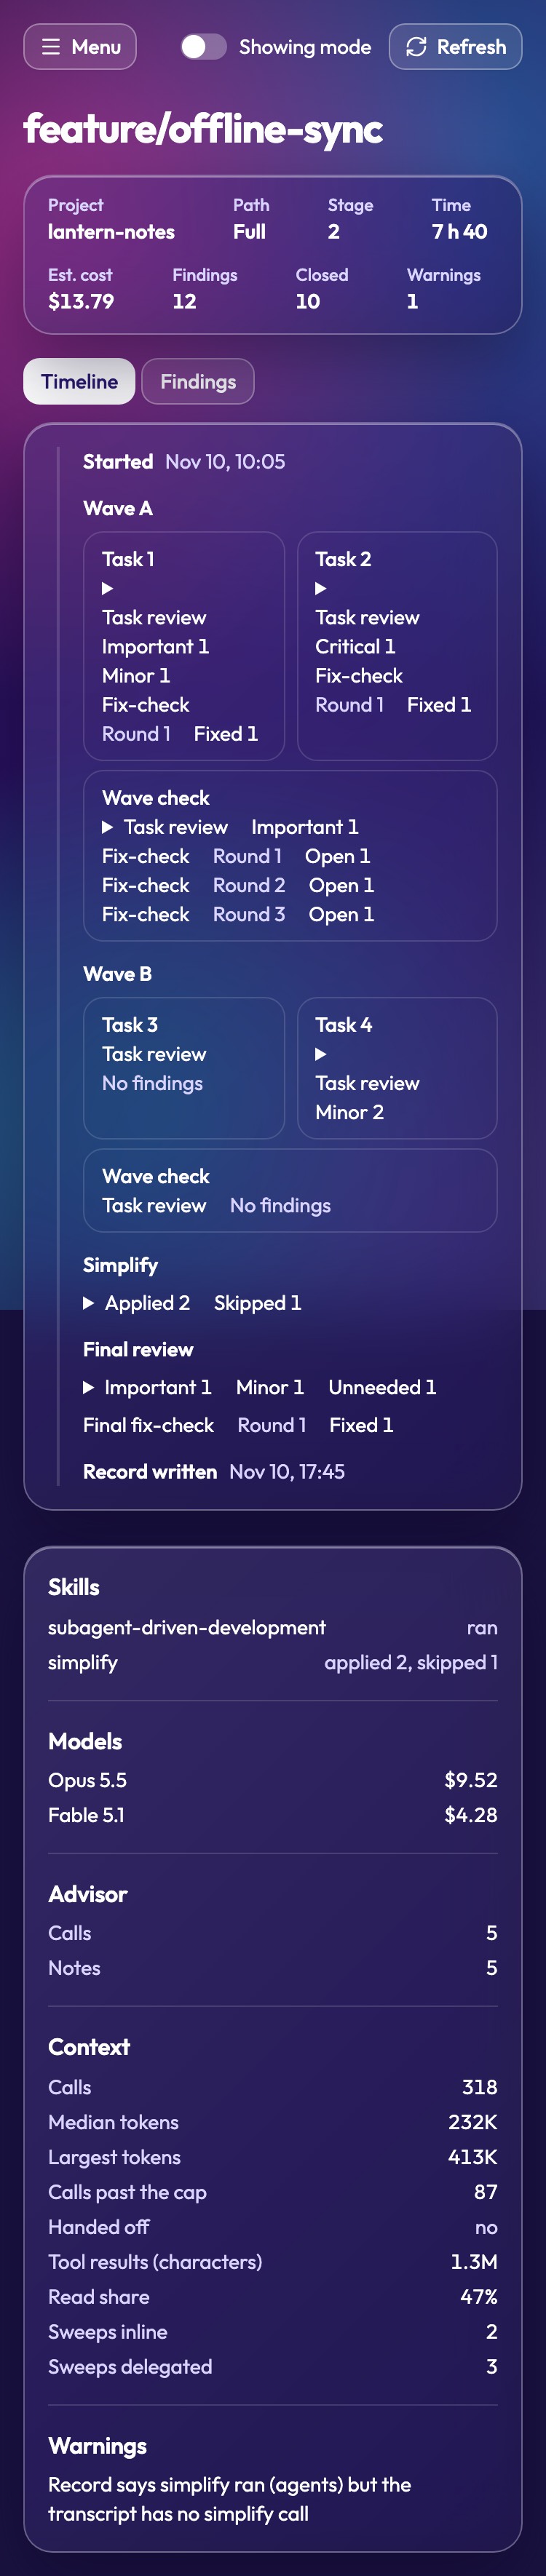 Menu
Showing mode
Refresh
feature/offline-sync
Project Path Stage Time
lantern-notes Full 2 7 h 40
Est. cost Findings Closed Warnings
$13.79 12 10 1
Timeline Findings
Started Nov 10, 10:05
Wave A
Task 1
Task review
Important 1
Minor 1
Fix-check
Round 1 Fixed 1
Task 2
Task review
Critical 1
Fix-check
Round 1 Fixed 1
Wave check
Task review Important 1
Fix-check Round 1 Open 1
Fix-check Round 2 Open 1
Fix-check Round 3 Open 1
Wave B
Task 3
Task review
No findings
Task 4
Task review
Minor 2
Wave check
Task review No findings
Simplify
Applied 2 Skipped 1
Final review
Important 1 Minor 1 Unneeded 1
Final fix-check Round 1 Fixed 1
Record written Nov 10, 17:45
Skills
subagent-driven-development ran
simplify applied 2, skipped 1
Models
Opus 5.5 $9.52
Fable 5.1 $4.28
Advisor
Calls 5
Notes 5
Context
Calls 318
Median tokens 232K
Largest tokens 413K
Calls past the cap 87
Handed off no
Tool results (characters) 1.3M
Read share 47%
Sweeps inline 2
Sweeps delegated 3
Warnings
Record says simplify ran (agents) but the
transcript has no simplify call